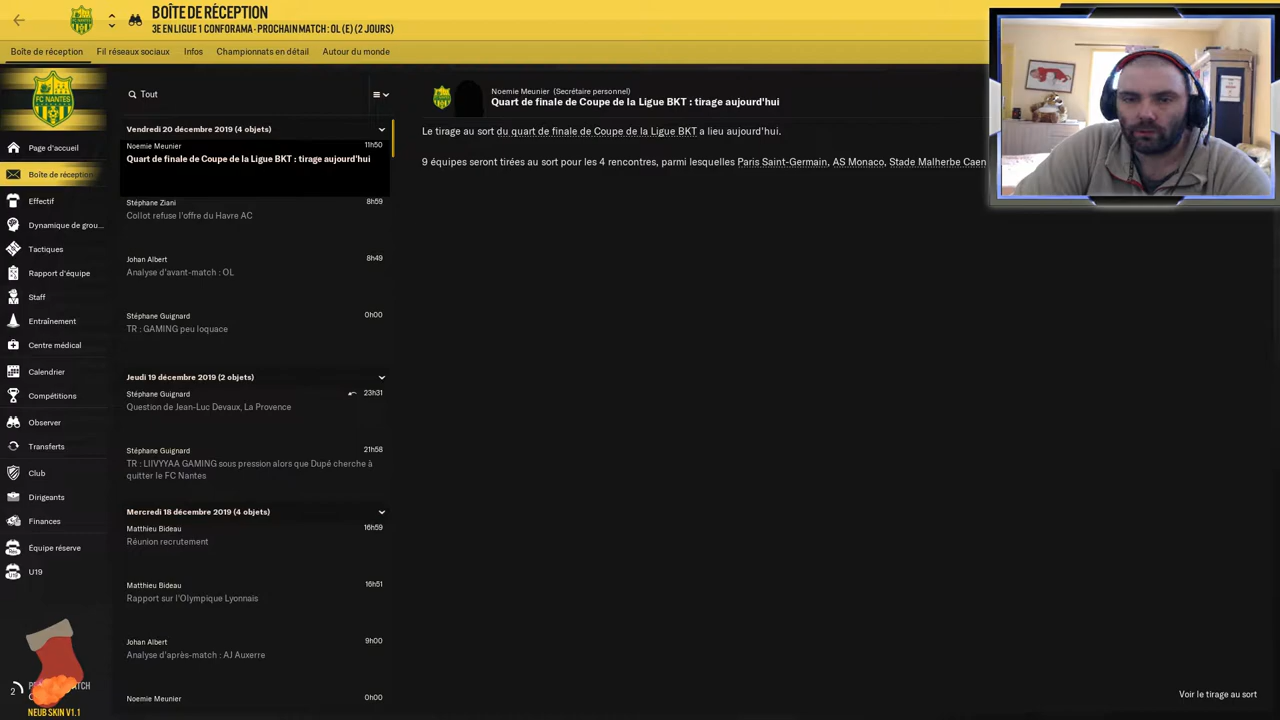 BOÎTE DE RÉCEPTION
3E EN LIGUE 1 CONFORAMA - PROCHAIN MATCH : OL (E) (2 JOURS)
Boîte de réception Fil réseaux sociaux Infos Championnats en détail Autour du monde
FC NANTES
Page d'accueil
Boîte de réception
Effectif
Dynamique de grou...
Tactiques
Rapport d'équipe
Staff
Entraînement
Centre médical
Calendrier
Compétitions
Observer
Transferts
Club
Dirigeants
Finances
Équipe réserve
U19
2
NEUB SKIN V1.1
Tout
Vendredi 20 décembre 2019 (4 objets)
Noemie Meunier 11h50
Quart de finale de Coupe de la Ligue BKT : tirage aujourd'hui
Stéphane Ziani 8h59
Collot refuse l'offre du Havre AC
Johan Albert 8h49
Analyse d'avant-match : OL
Stéphane Guignard 0h00
TR : GAMING peu loquace
Jeudi 19 décembre 2019 (2 objets)
Stéphane Guignard 23h31
Question de Jean-Luc Devaux, La Provence
Stéphane Guignard 21h58
TR : LIIVYYAA GAMING sous pression alors que Dupé cherche à
quitter le FC Nantes
Mercredi 18 décembre 2019 (4 objets)
Matthieu Bideau 16h59
Réunion recrutement
Matthieu Bideau 16h51
Rapport sur l'Olympique Lyonnais
Johan Albert 9h00
Analyse d'après-match : AJ Auxerre
Noemie Meunier 0h00
Noemie Meunier (Secrétaire personnel)
Quart de finale de Coupe de la Ligue BKT : tirage aujourd'hui
Le tirage au sort du quart de finale de Coupe de la Ligue BKT a lieu aujourd'hui.
9 équipes seront tirées au sort pour les 4 rencontres, parmi lesquelles Paris Saint-Germain, AS Monaco, Stade Malherbe Caen
Voir le tirage au sort